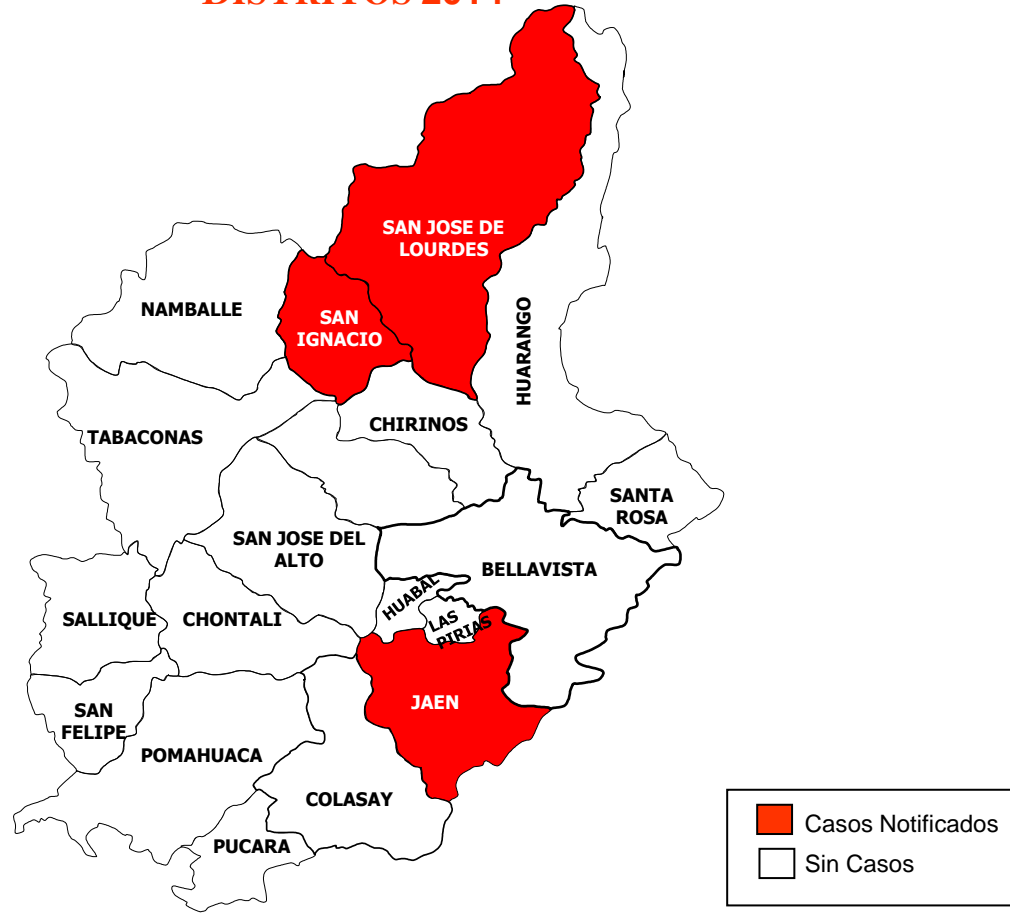 SAN JOSE DE
LOURDES
NAMBALLE
SAN
IGNACIO
HUARANGO
CHIRINOS
TABACONAS
SANTA
ROSA
SAN JOSE DEL
ALTO
BELLAVISTA
HUABAL
LAS
PIRIAS
SALLIQUE
CHONTALI
JAEN
SAN
FELIPE
POMAHUACA
COLASAY
PUCARA
Casos Notificados
Sin Casos